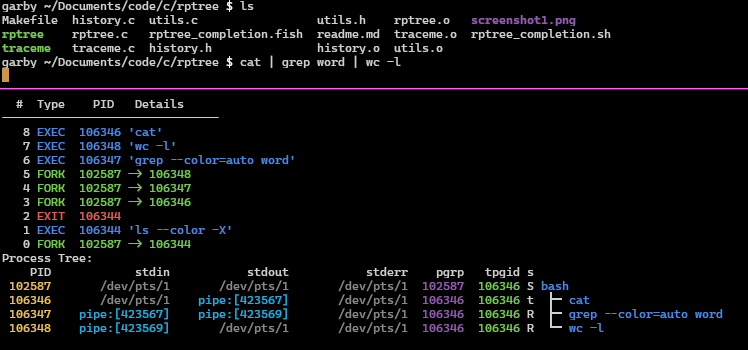 garby ~/Documents/code/c/rptree $ ls
Makefile history.c utils.c utils.h rptree.o screenshot1.png
rptree rptree.c rptree_completion.fish readme.md traceme.o rptree_completion.sh
traceme traceme.c history.h history.o utils.o
garby ~/Documents/code/c/rptree $ cat | grep word | wc -l
# Type PID Details
8 EXEC 106346 'cat'
7 EXEC 106348 'wc -l'
6 EXEC 106347 'grep --color=auto word'
5 FORK 102587 -> 106348
4 FORK 102587 -> 106347
3 FORK 102587 -> 106346
2 EXIT 106344
1 EXEC 106344 'ls --color -X'
0 FORK 102587 -> 106344
Process Tree:
PID stdin stdout stderr pgrp tpgid s
102587 /dev/pts/1 /dev/pts/1 /dev/pts/1 102587 106346 S bash
106346 /dev/pts/1 pipe:[423567] /dev/pts/1 106346 106346 t ├─ cat
106347 pipe:[423567] pipe:[423569] /dev/pts/1 106346 106346 R ├─ grep --color=auto word
106348 pipe:[423569] /dev/pts/1 /dev/pts/1 106346 106346 R └─ wc -l